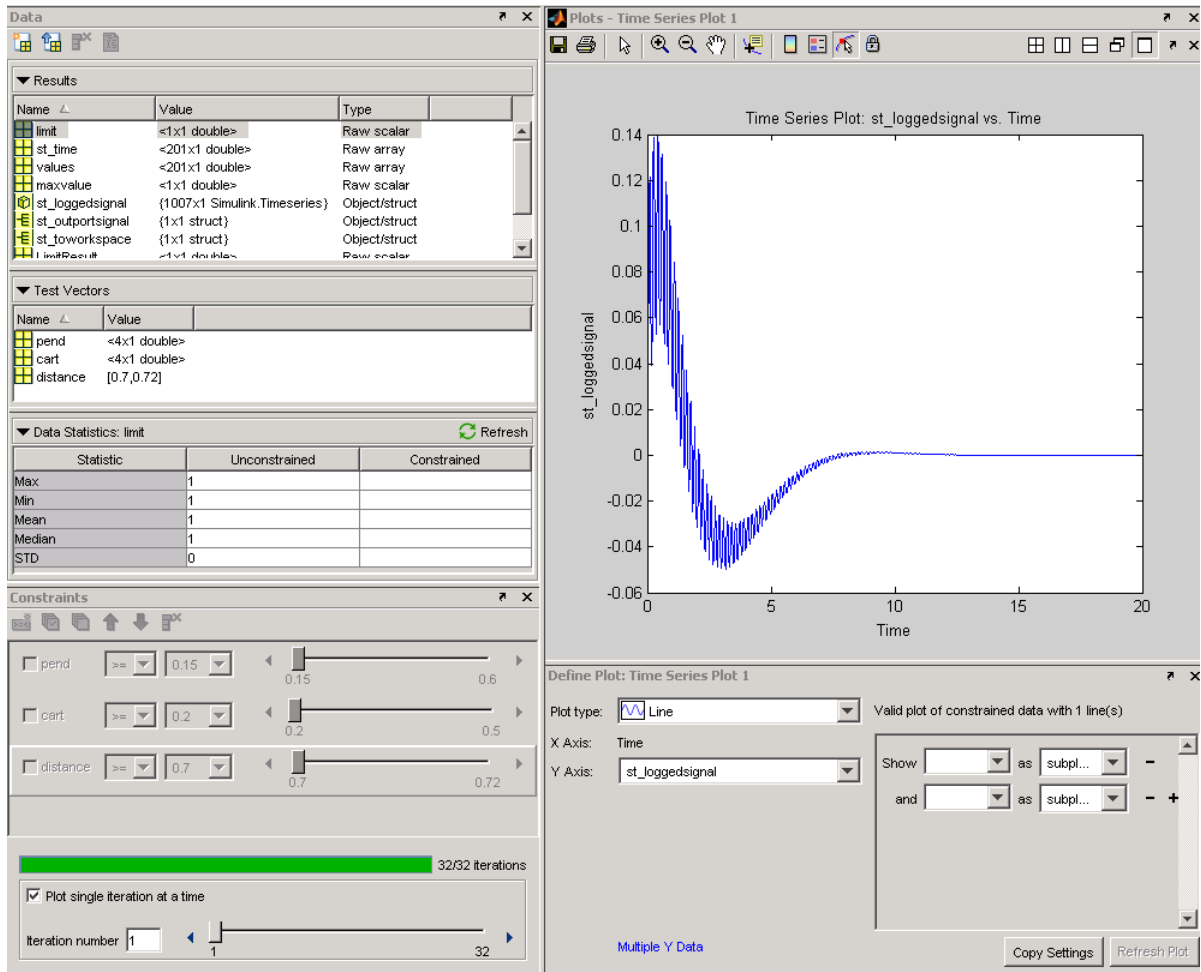 Data
Results
Name Value Type
limit <1x1 double> Raw scalar
st_time <201x1 double> Raw array
values <201x1 double> Raw array
maxvalue <1x1 double> Raw scalar
st_loggedsignal {1007x1 Simulink.Timeseries} Object/struct
st_outportsignal {1x1 struct} Object/struct
st_toworkspace {1x1 struct} Object/struct
LimitResult <1x1 double> Raw scalar
Test Vectors
Name Value
pend <4x1 double>
cart <4x1 double>
distance [0.7,0.72]
Data Statistics: limit Refresh
Statistic Unconstrained Constrained
Max 1
Min 1
Mean 1
Median 1
STD 0
Constraints
pend >= 0.15
0.15 0.6
cart >= 0.2
0.2 0.5
distance >= 0.7
0.7 0.72
32/32 iterations
Plot single iteration at a time
Iteration number 1
1 32
Plots - Time Series Plot 1
Time Series Plot: st_loggedsignal vs. Time
0.14
0.12
0.1
0.08
0.06
0.04
0.02
0
-0.02
-0.04
-0.06
st_loggedsignal
0 5 10 15 20
Time
Define Plot: Time Series Plot 1
Plot type: Line
Valid plot of constrained data with 1 line(s)
X Axis: Time
Y Axis: st_loggedsignal
Show as subpl... -
and as subpl... - +
Multiple Y Data
Copy Settings Refresh Plot